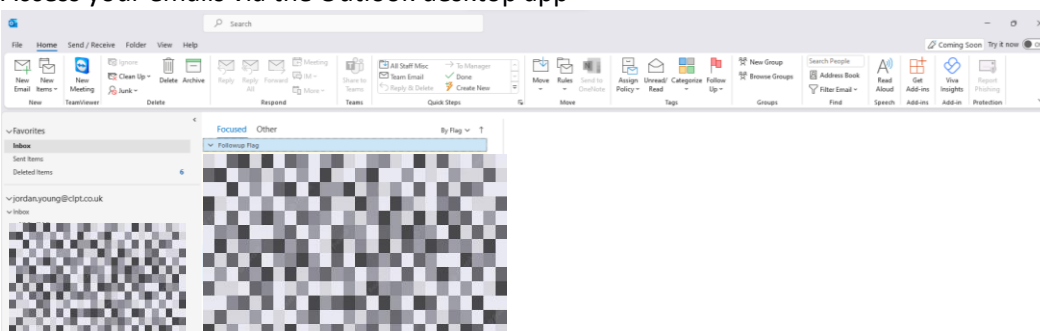 Access your emails via the Outlook desktop app
Search
File Home Send / Receive Folder View Help
Coming Soon Try it now
New Email
New Items
New Meeting
Ignore
Clean Up
Junk
Delete
Archive
Reply
Reply All
Forward
Meeting
IM
More
Share to Teams
All Staff Misc
Team Email
Reply & Delete
To Manager
Done
Create New
Move
Rules
Send to OneNote
Assign Policy
Unread/ Read
Categorize
Follow Up
New Group
Browse Groups
Search People
Address Book
Filter Email
Read Aloud
Get Add-ins
Viva Insights
Report Phishing
New TeamViewer Delete Respond Teams Quick Steps Move Tags Groups Find Speech Add-ins Add-in Protection
Favorites
Inbox
Sent Items
Deleted Items 6
jordan.young@clpt.co.uk
Inbox
Focused Other By Flag
Followup Flag